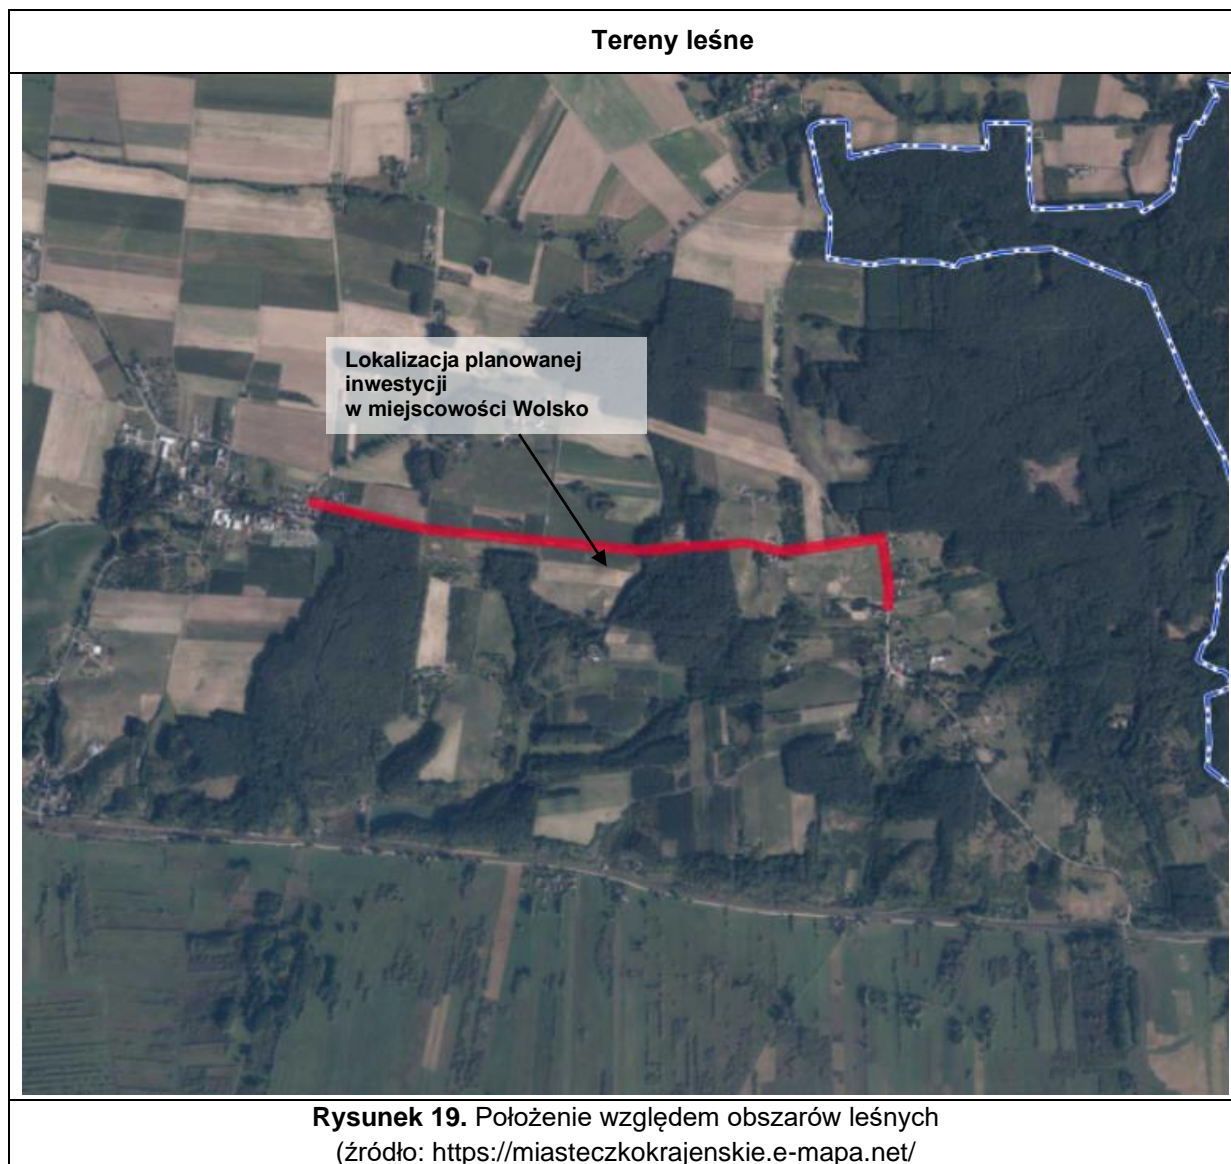 Tereny leśne
Lokalizacja planowanej
inwestycji
w miejscowości Wolsko
Rysunek 19. Położenie względem obszarów leśnych
(źródło: https://miasteczkokrajenskie.e-mapa.net/